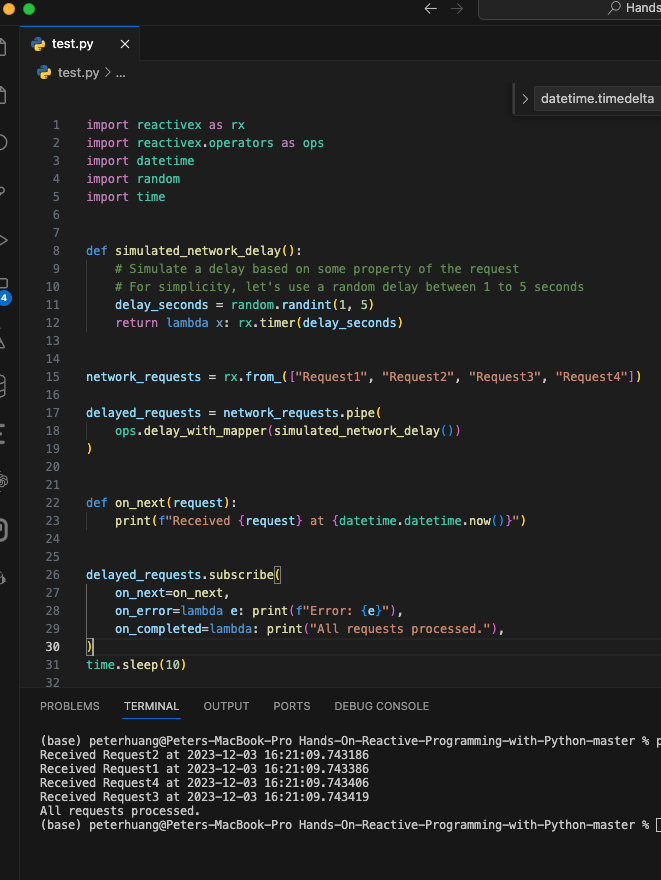 Hands
test.py
test.py > ...
datetime.timedelta
1 import reactivex as rx
2 import reactivex.operators as ops
3 import datetime
4 import random
5 import time
6
7
8 def simulated_network_delay():
9 # Simulate a delay based on some property of the request
10 # For simplicity, let's use a random delay between 1 to 5 seconds
11 delay_seconds = random.randint(1, 5)
12 return lambda x: rx.timer(delay_seconds)
13
14
15 network_requests = rx.from_(["Request1", "Request2", "Request3", "Request4"])
16
17 delayed_requests = network_requests.pipe(
18 ops.delay_with_mapper(simulated_network_delay())
19 )
20
21
22 def on_next(request):
23 print(f"Received {request} at {datetime.datetime.now()}")
24
25
26 delayed_requests.subscribe(
27 on_next=on_next,
28 on_error=lambda e: print(f"Error: {e}"),
29 on_completed=lambda: print("All requests processed."),
30 )
31 time.sleep(10)
32
4
PROBLEMS TERMINAL OUTPUT PORTS DEBUG CONSOLE
(base) peterhuang@Peters-MacBook-Pro Hands-On-Reactive-Programming-with-Python-master % p
Received Request2 at 2023-12-03 16:21:09.743186
Received Request1 at 2023-12-03 16:21:09.743386
Received Request4 at 2023-12-03 16:21:09.743406
Received Request3 at 2023-12-03 16:21:09.743419
All requests processed.
(base) peterhuang@Peters-MacBook-Pro Hands-On-Reactive-Programming-with-Python-master %